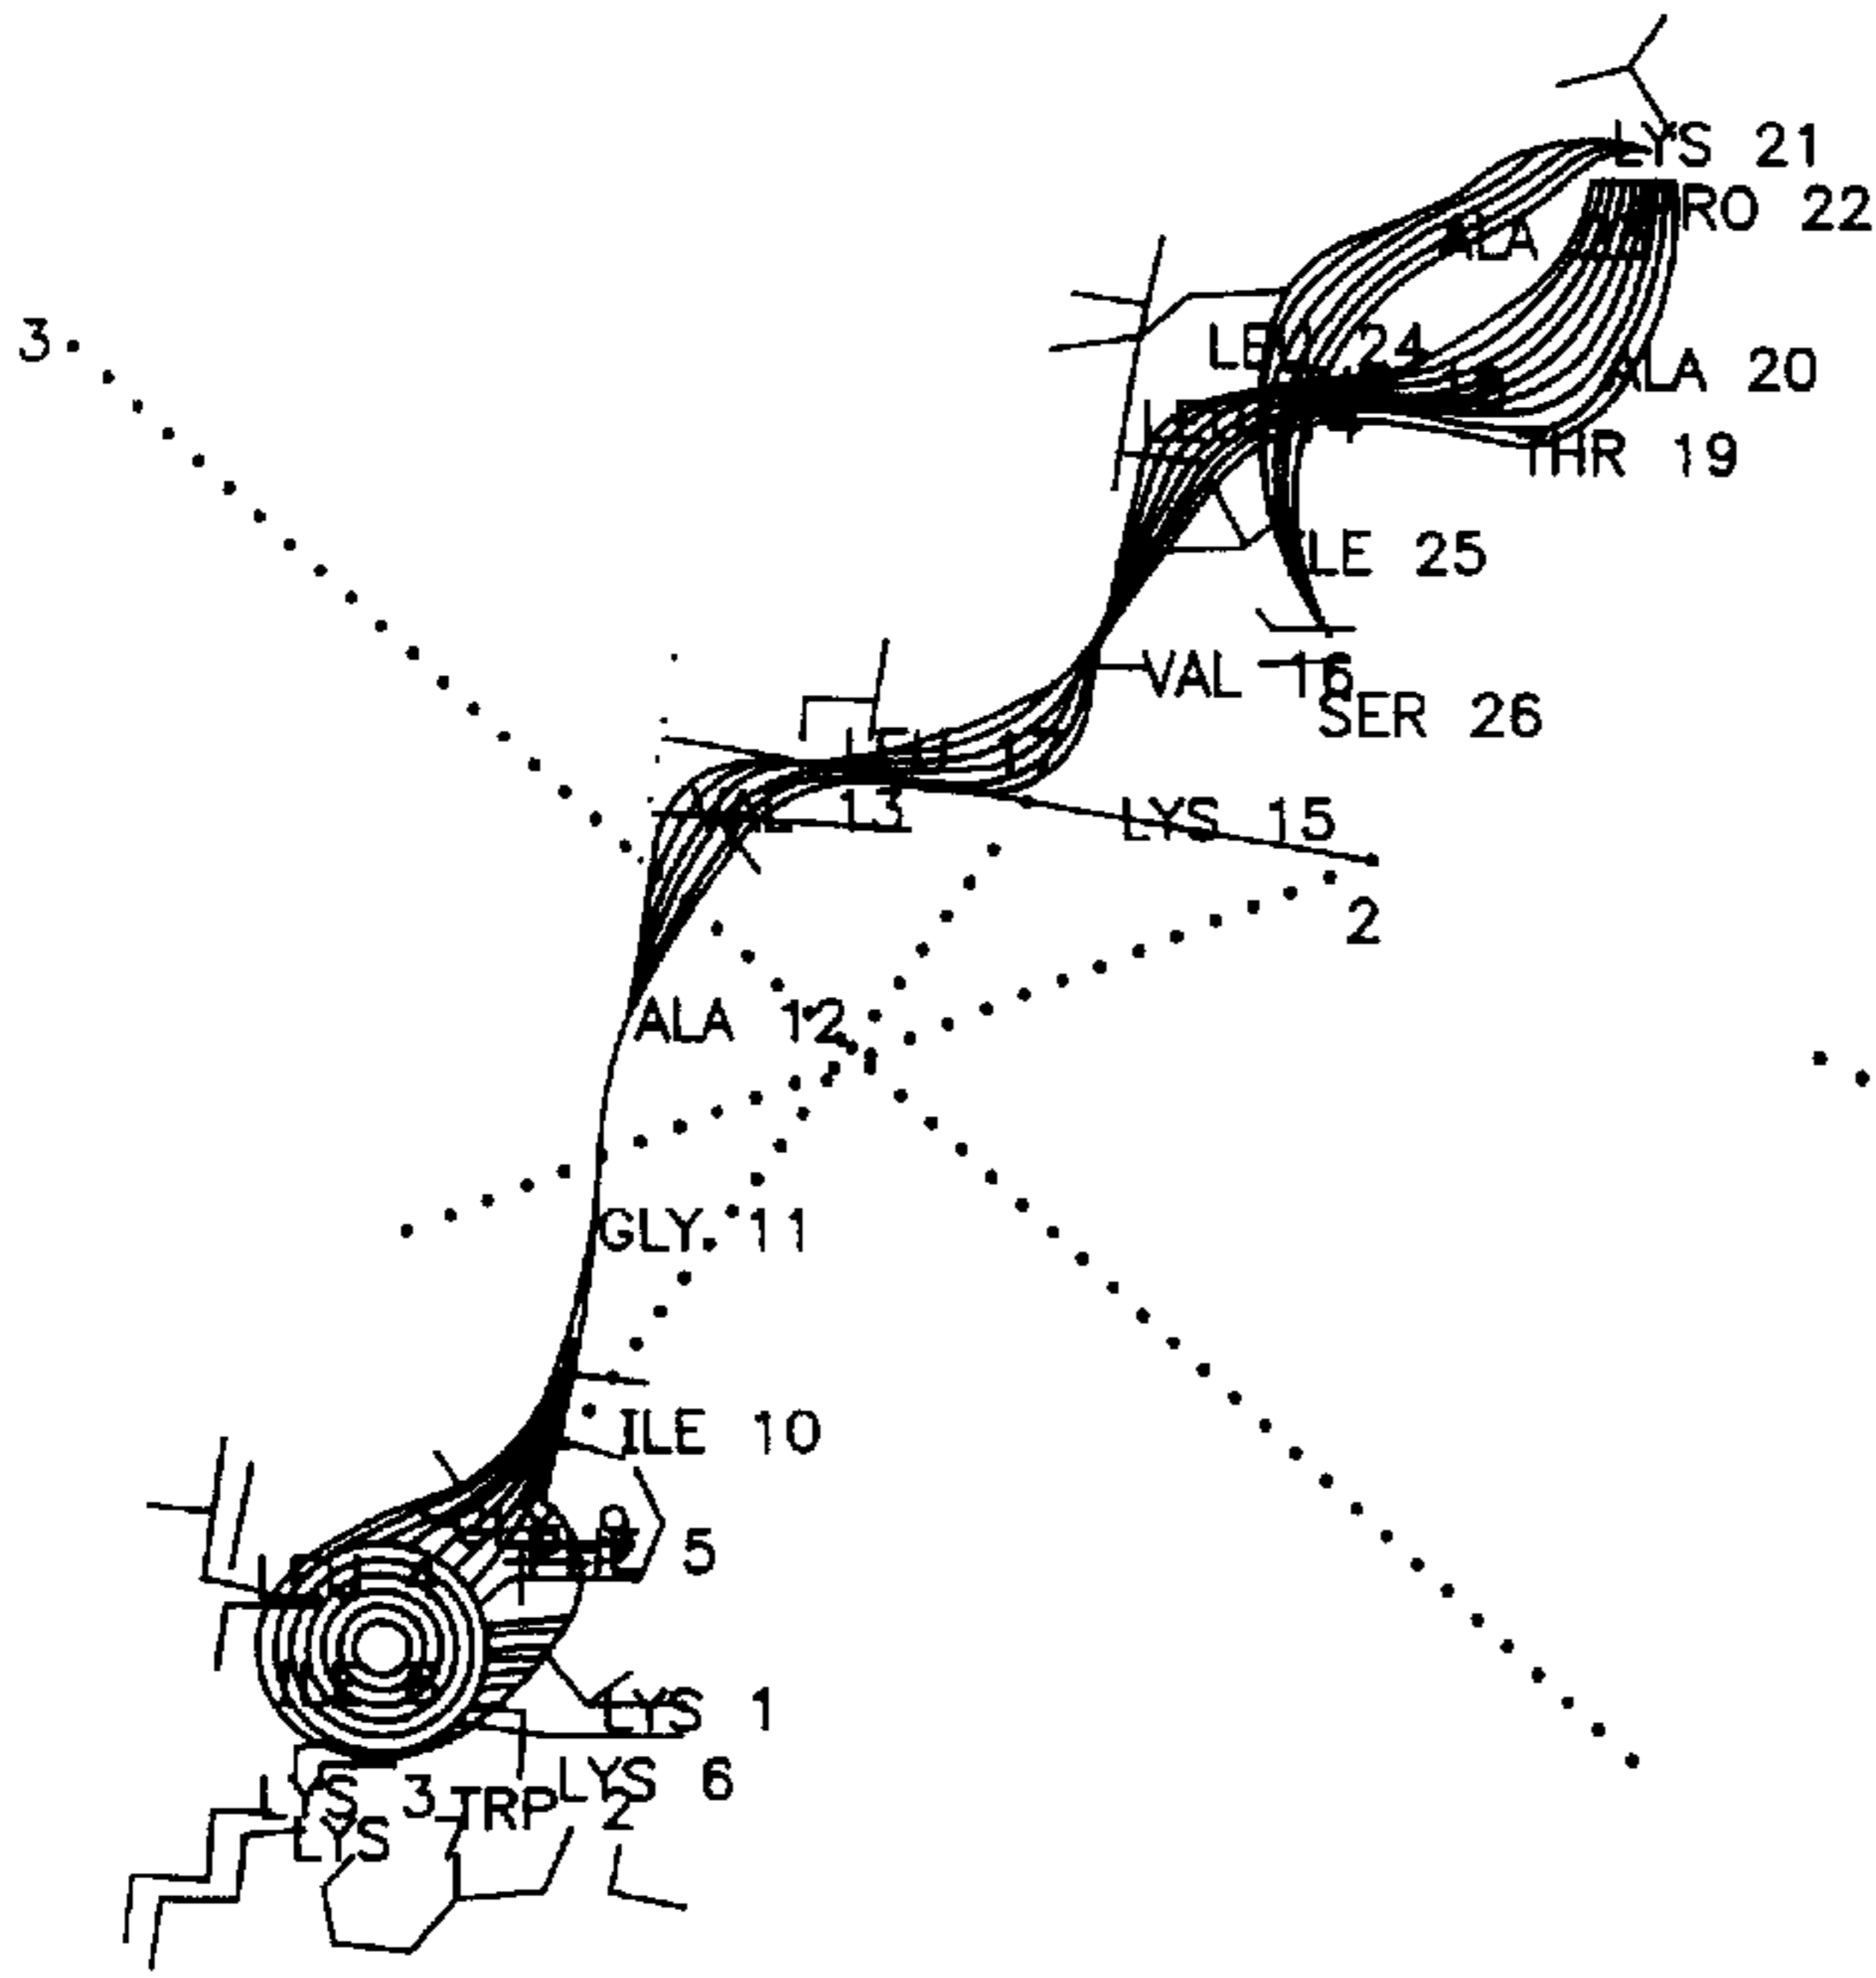 LYS 21
RO 22
ALA
3
24
ALA 20
THR 19
ILE 25
VAL 16
SER 26
13
LYS 15
2
ALA 12
GLY 11
ILE 10
5
LYS 1
LYS 6
LYS 3
TRP 2
LYS